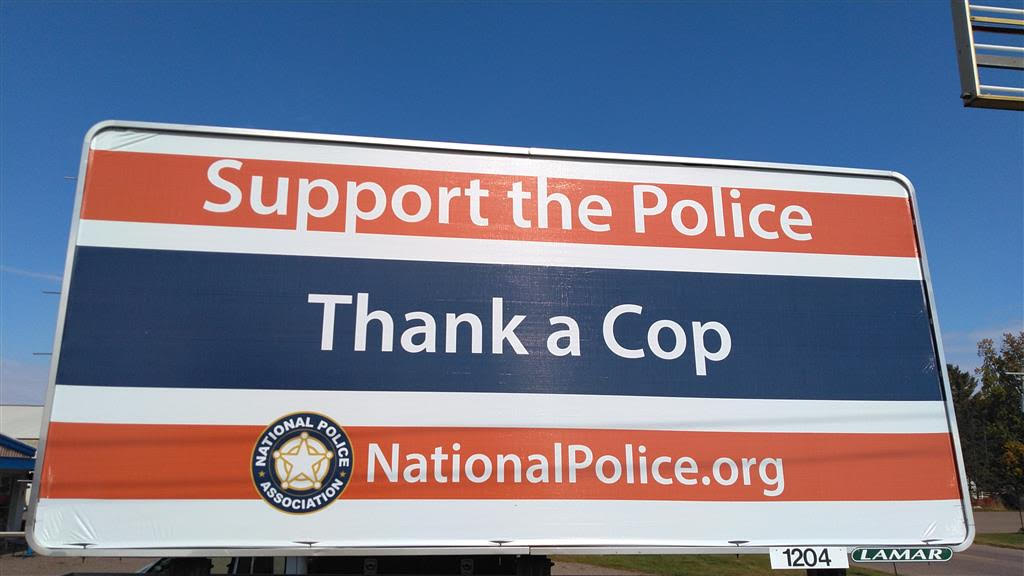 Support the Police
Thank a Cop
NATIONAL POLICE
ASSOCIATION
NationalPolice.org
1204
LAMAR